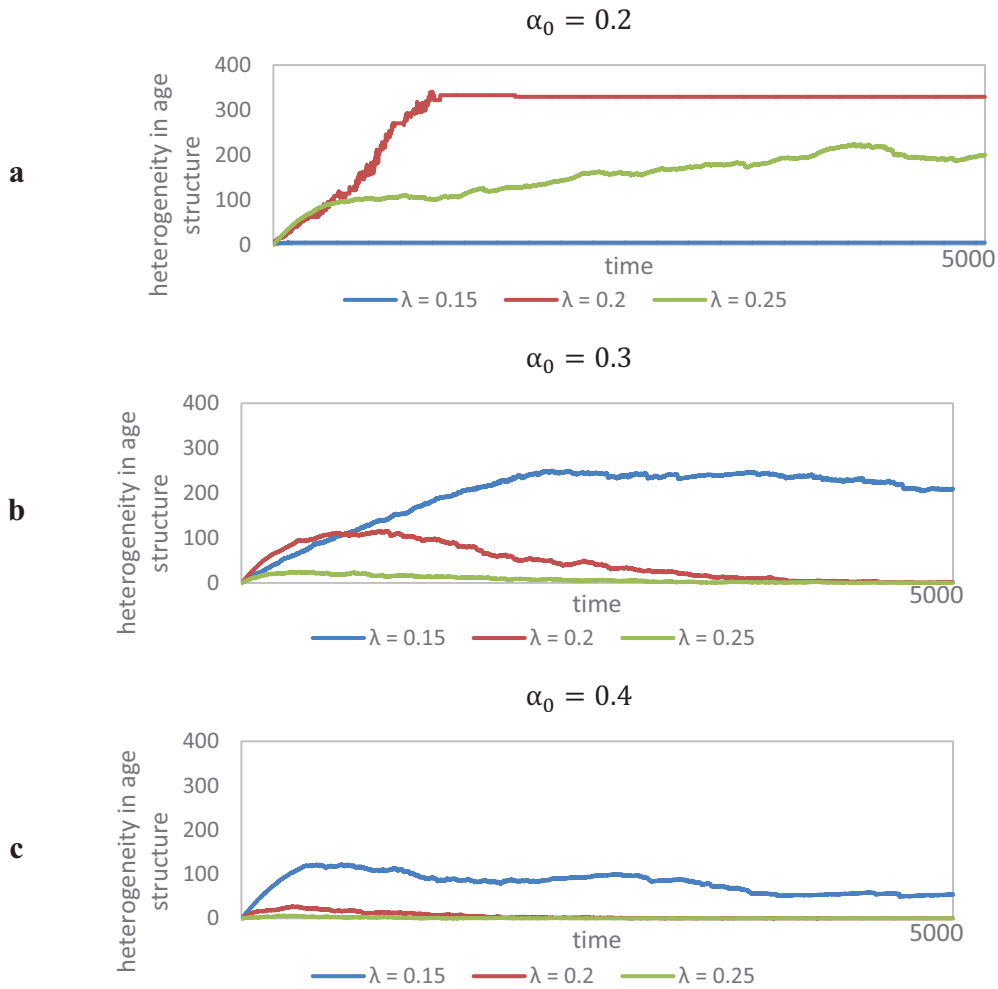 α₀ = 0.2
a
heterogeneity in age
structure
400
300
200
100
0
time
5000
λ = 0.15 λ = 0.2 λ = 0.25
α₀ = 0.3
b
heterogeneity in age
structure
400
300
200
100
0
time
5000
λ = 0.15 λ = 0.2 λ = 0.25
α₀ = 0.4
c
heterogeneity in age
structure
400
300
200
100
0
time
5000
λ = 0.15 λ = 0.2 λ = 0.25